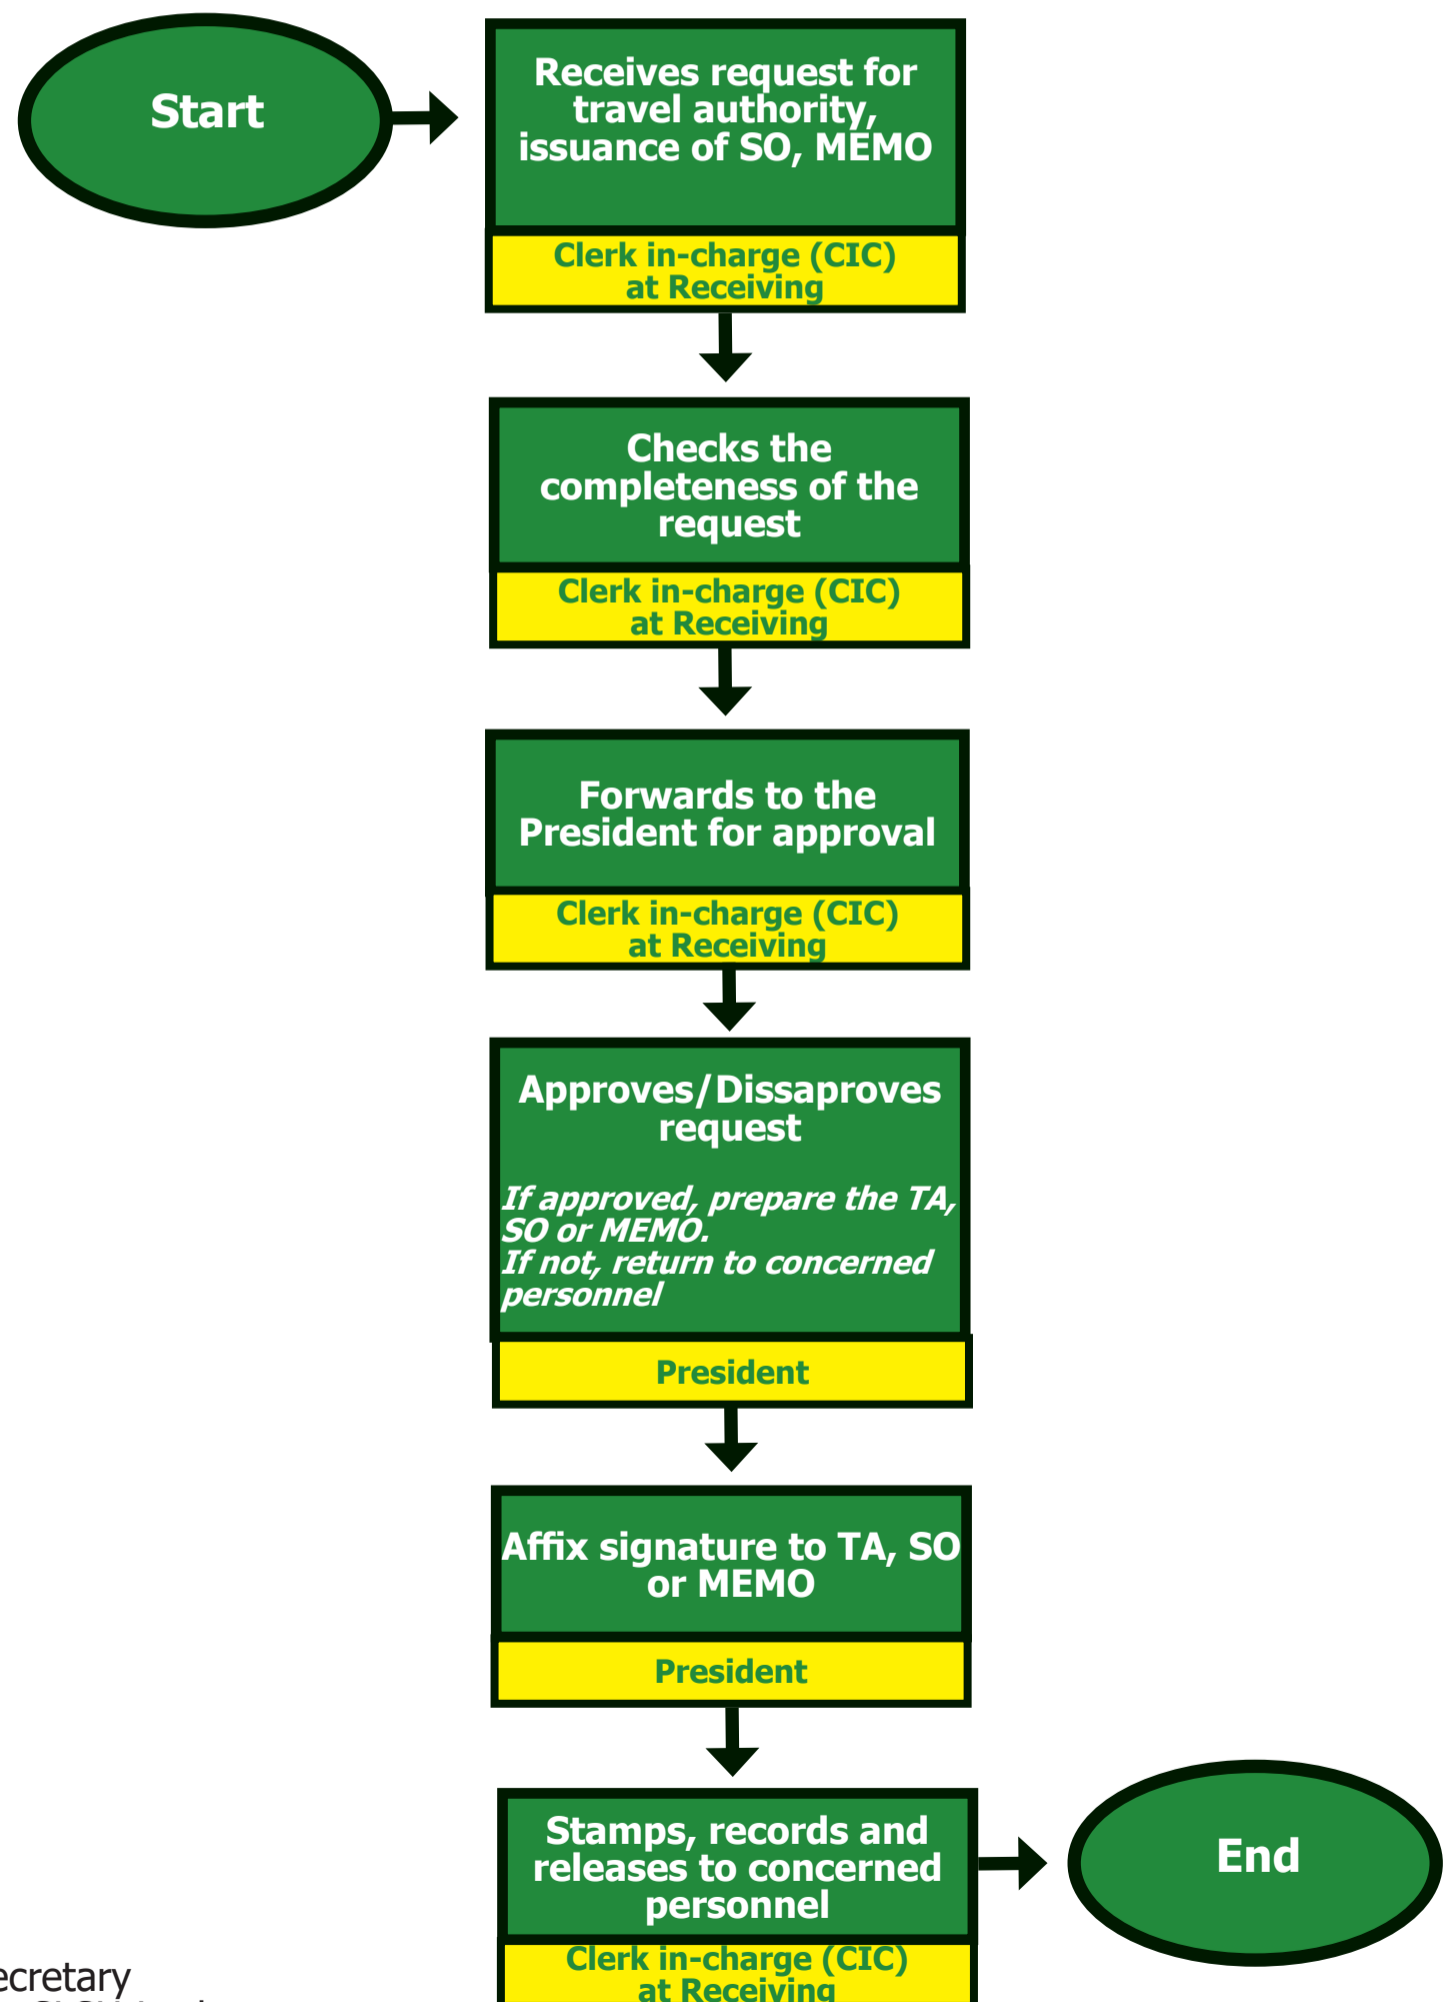 Start
Receives request for
travel authority,
issuance of SO, MEMO
Clerk in-charge (CIC)
at Receiving
Checks the
completeness of the
request
Clerk in-charge (CIC)
at Receiving
Forwards to the
President for approval
Clerk in-charge (CIC)
at Receiving
Approves/Dissaproves
request
If approved, prepare the TA,
SO or MEMO.
If not, return to concerned
personnel
President
Affix signature to TA, SO
or MEMO
President
Stamps, records and
releases to concerned
personnel
Clerk in-charge (CIC)
at Receiving
End
ecretary